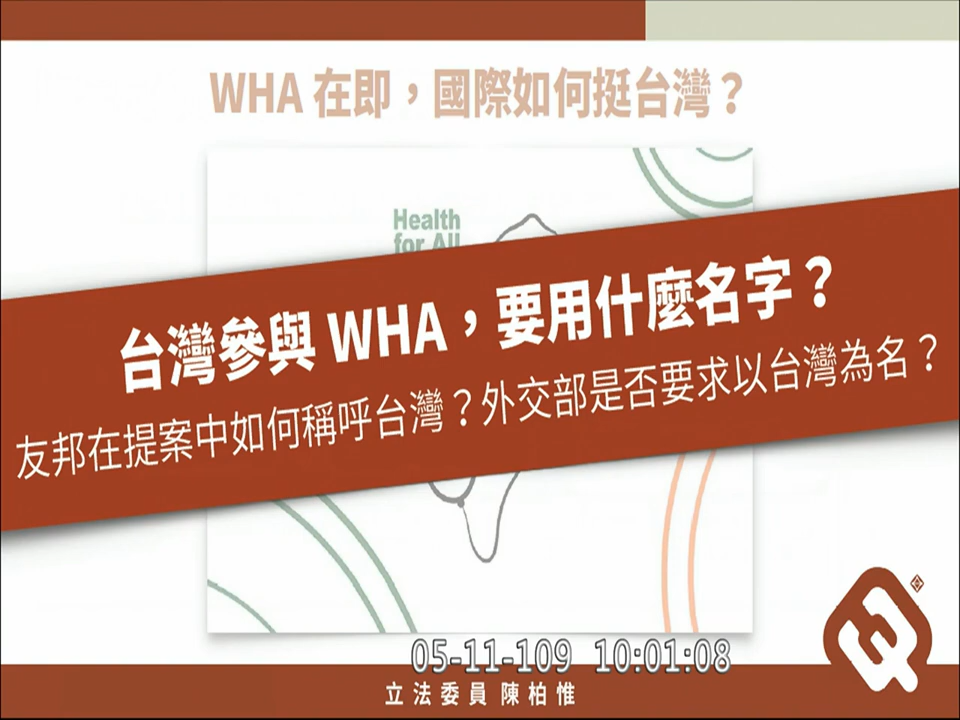 WHA 在即，國際如何挺台灣？
Health
for All
台灣參與 WHA，要用什麼名字？
友邦在提案中如何稱呼台灣？外交部是否要求以台灣為名？
05-11-109 10:01:08
立法委員 陳柏惟